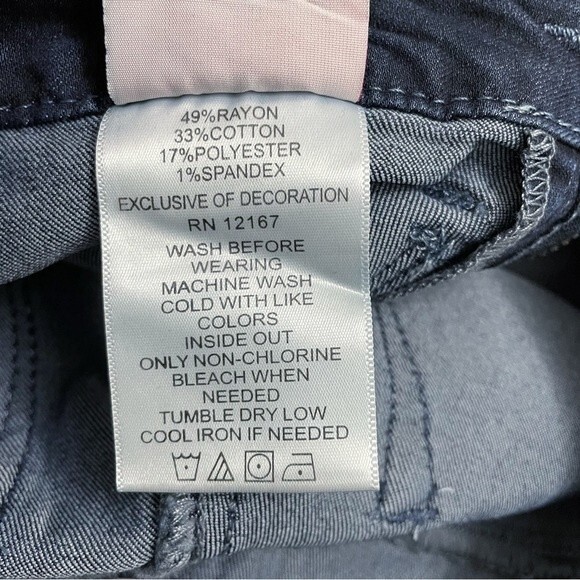 49%RAYON
33%COTTON
17%POLYESTER
1%SPANDEX
EXCLUSIVE OF DECORATION
RN 12167
WASH BEFORE
WEARING
MACHINE WASH
COLD WITH LIKE
COLORS
INSIDE OUT
ONLY NON-CHLORINE
BLEACH WHEN
NEEDED
TUMBLE DRY LOW
COOL IRON IF NEEDED